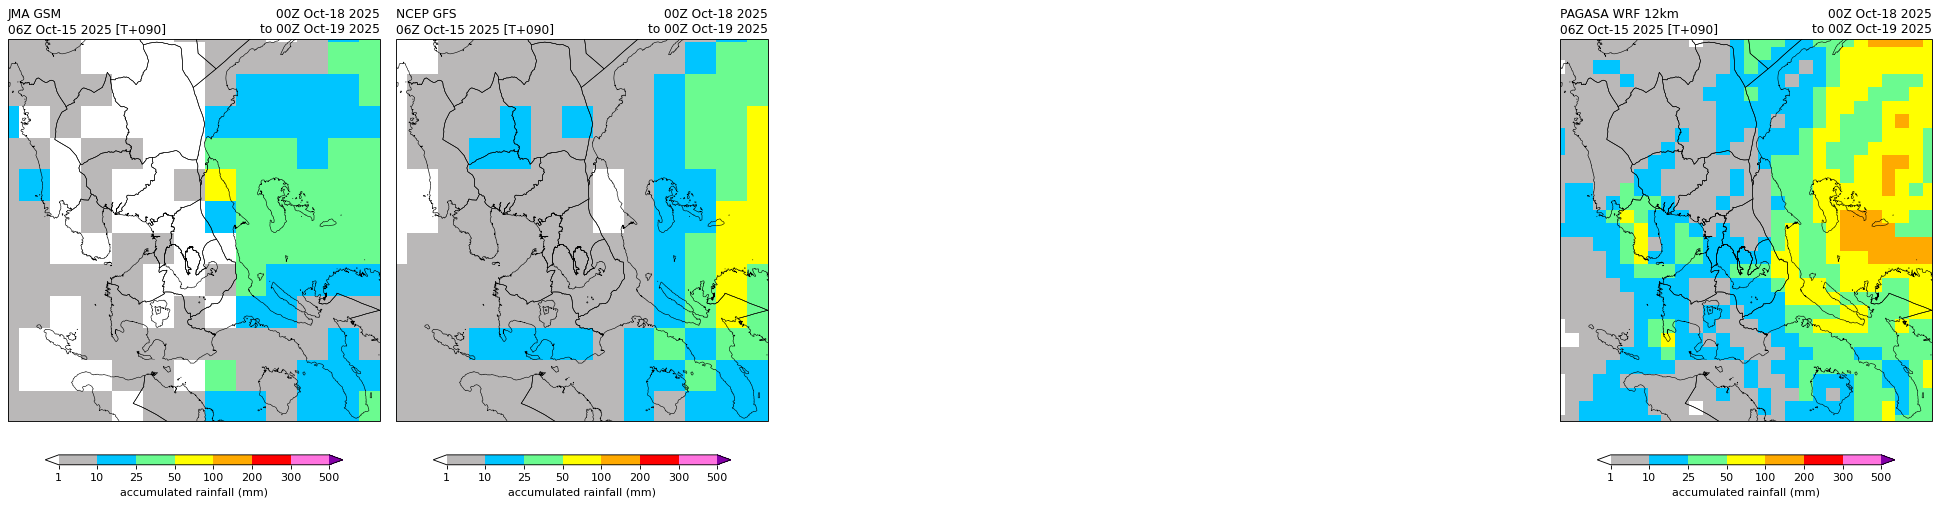 JMA GSM 00Z Oct-18 2025
06Z Oct-15 2025 [T+090] to 00Z Oct-19 2025
1 10 25 50 100 200 300 500
accumulated rainfall (mm)
NCEP GFS 00Z Oct-18 2025
06Z Oct-15 2025 [T+090] to 00Z Oct-19 2025
1 10 25 50 100 200 300 500
accumulated rainfall (mm)
PAGASA WRF 12km 00Z Oct-18 2025
06Z Oct-15 2025 [T+090] to 00Z Oct-19 2025
1 10 25 50 100 200 300 500
accumulated rainfall (mm)